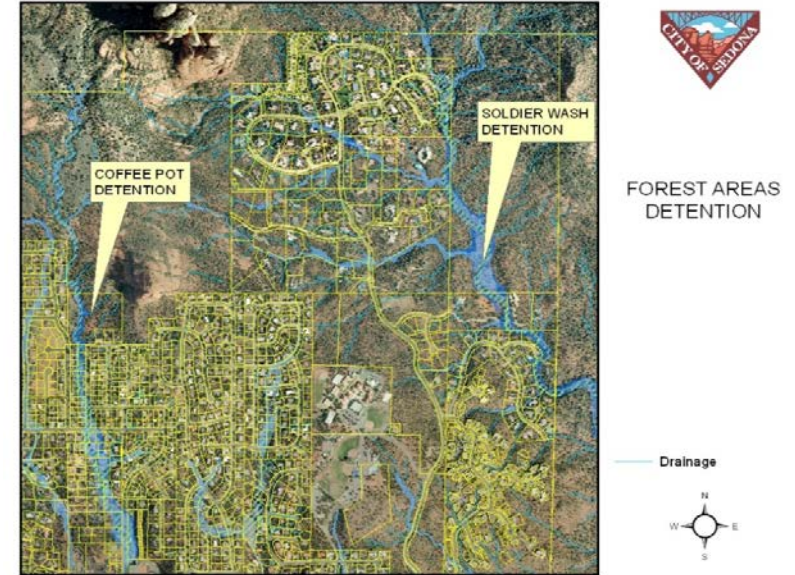 COFFEE POT
DETENTION
SOLDIER WASH
DETENTION
CITY OF SEDONA
FOREST AREAS
DETENTION
Drainage
N
W
E
S